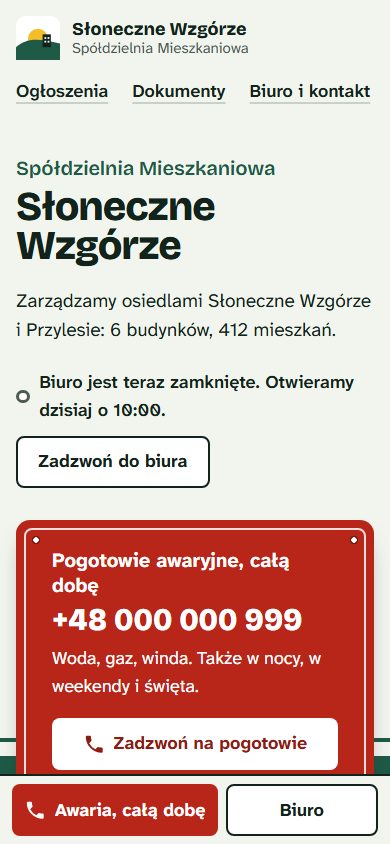 Słoneczne Wzgórze
Spółdzielnia Mieszkaniowa
Ogłoszenia Dokumenty Biuro i kontakt
Spółdzielnia Mieszkaniowa
Słoneczne
Wzgórze
Zarządzamy osiedlami Słoneczne Wzgórze
i Przylesie: 6 budynków, 412 mieszkań.
Biuro jest teraz zamknięte. Otwieramy
dzisiaj o 10:00.
Zadzwoń do biura
Pogotowie awaryjne, całą
dobę
+48 000 000 999
Woda, gaz, winda. Także w nocy, w
weekendy i święta.
Zadzwoń na pogotowie
Awaria, całą dobę Biuro